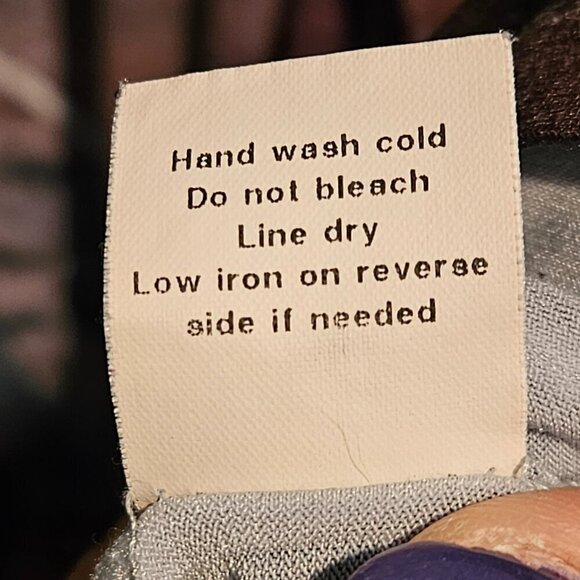 Hand wash cold
Do not bleach
Line dry
Low iron on reverse
side if needed